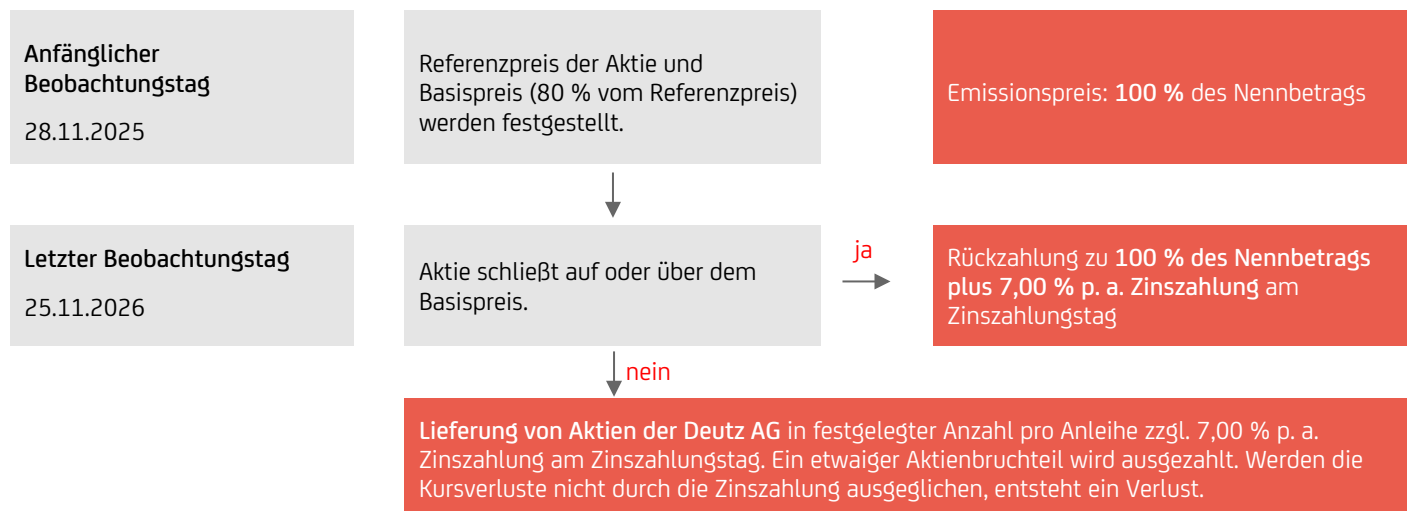 Anfänglicher
Beobachtungstag
28.11.2025
Referenzpreis der Aktie und
Basispreis (80 % vom Referenzpreis)
werden festgestellt.
Emissionspreis: 100 % des Nennbetrags
Letzter Beobachtungstag
25.11.2026
Aktie schließt auf oder über dem
Basispreis.
ja
Rückzahlung zu 100 % des Nennbetrags
plus 7,00 % p. a. Zinszahlung am
Zinszahlungstag
nein
Lieferung von Aktien der Deutz AG in festgelegter Anzahl pro Anleihe zzgl. 7,00 % p. a.
Zinszahlung am Zinszahlungstag. Ein etwaiger Aktienbruchteil wird ausgezahlt. Werden die
Kursverluste nicht durch die Zinszahlung ausgeglichen, entsteht ein Verlust.